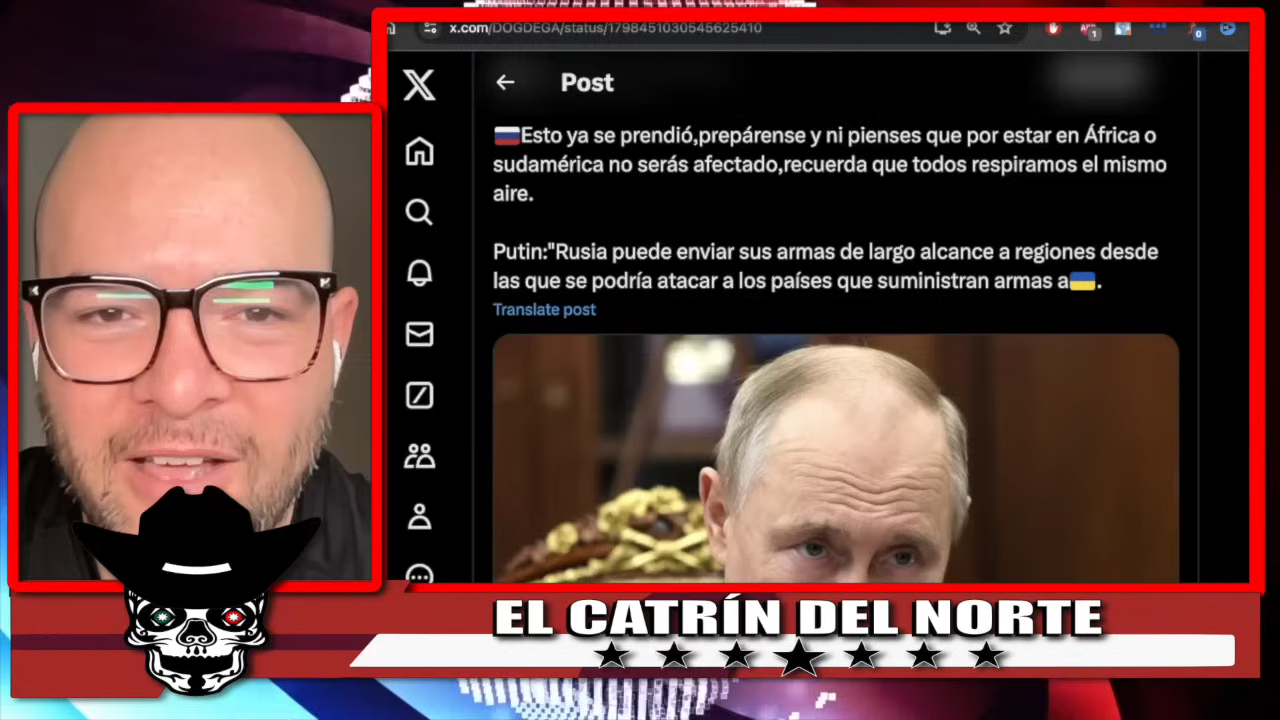 x.com/DOGDEGA/status/1798451030545625410
Post
🇷🇺Esto ya se prendió,prepárense y ni pienses que por estar en África o
sudamérica no serás afectado,recuerda que todos respiramos el mismo
aire.
Putin:"Rusia puede enviar sus armas de largo alcance a regiones desde
las que se podría atacar a los países que suministran armas a🇺🇦.
Translate post
1
0
EL CATRÍN DEL NORTE